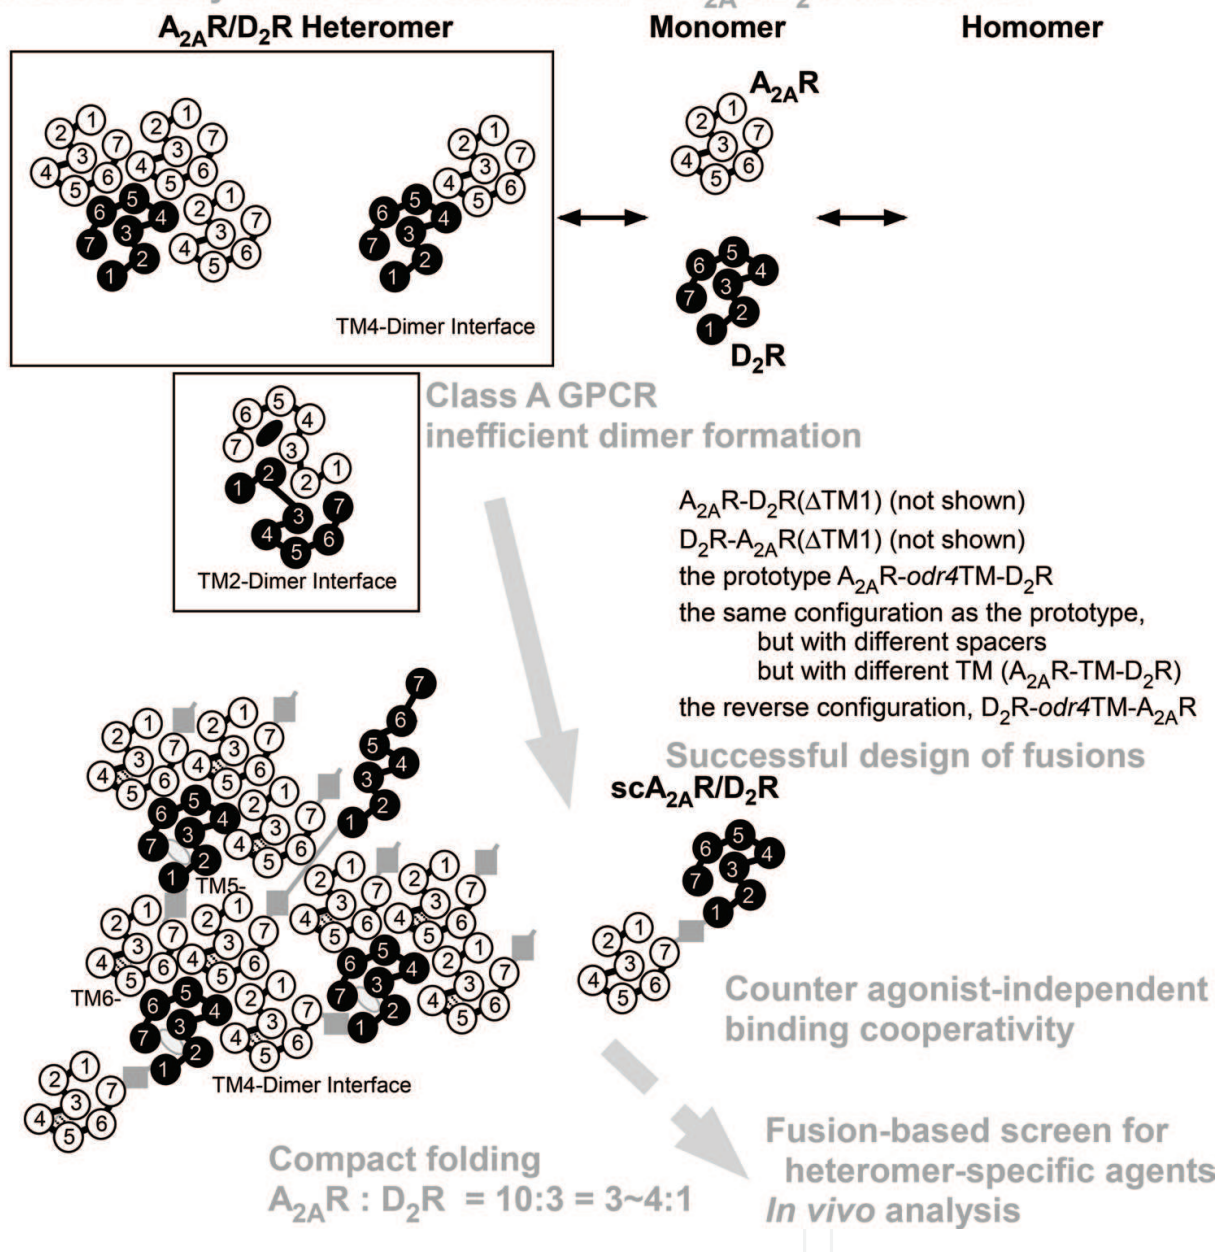 A2AR/D2R Heteromer
Monomer
Homomer
A2AR
D2R
TM4-Dimer Interface
TM2-Dimer Interface
Class A GPCR
inefficient dimer formation
A2AR-D2R(ΔTM1) (not shown)
D2R-A2AR(ΔTM1) (not shown)
the prototype A2AR-odr4TM-D2R
the same configuration as the prototype,
but with different spacers
but with different TM (A2AR-TM-D2R)
the reverse configuration, D2R-odr4TM-A2AR
Successful design of fusions
scA2AR/D2R
TM5-
TM6-
TM4-Dimer Interface
Counter agonist-independent
binding cooperativity
Compact folding
A2AR : D2R = 10:3 = 3~4:1
Fusion-based screen for
heteromer-specific agents
In vivo analysis